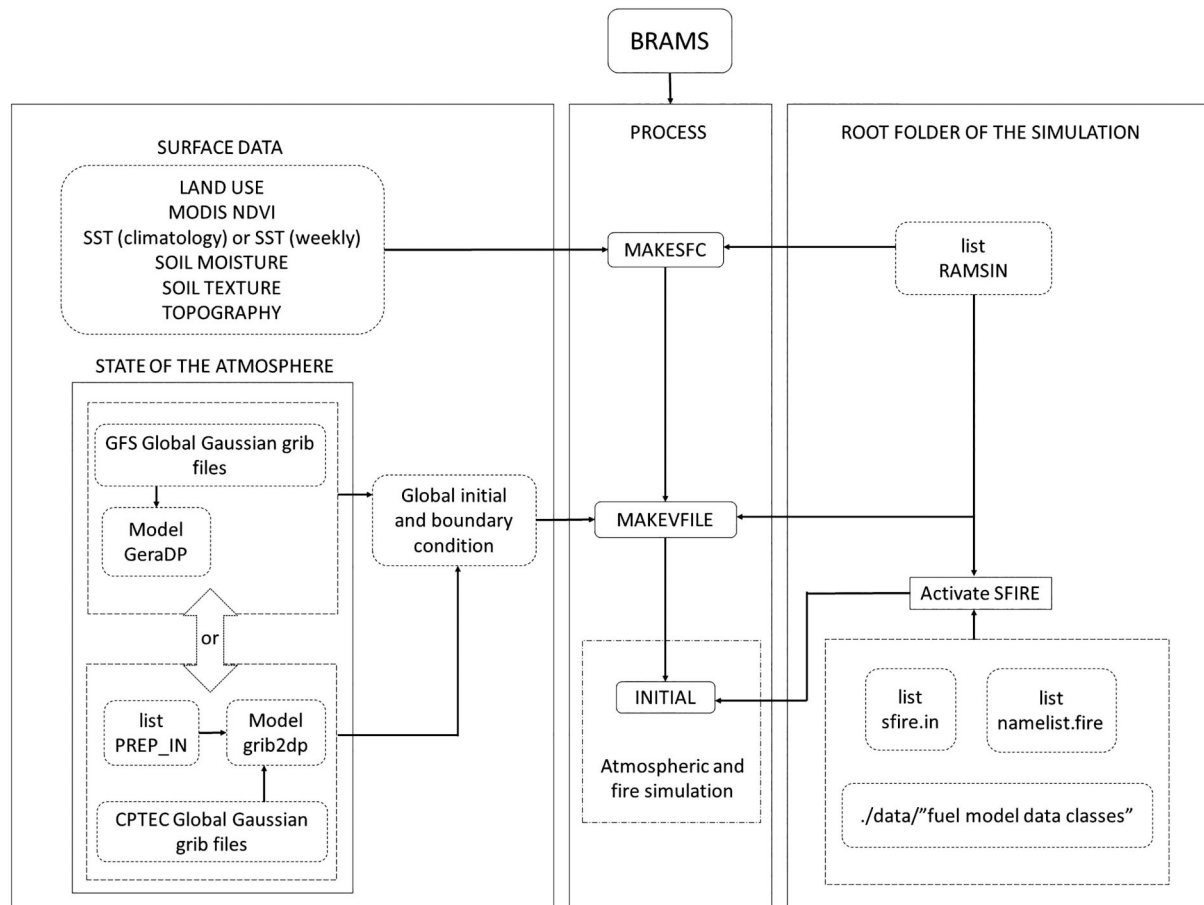 BRAMS
SURFACE DATA
LAND USE
MODIS NDVI
SST (climatology) or SST (weekly)
SOIL MOISTURE
SOIL TEXTURE
TOPOGRAPHY
STATE OF THE ATMOSPHERE
GFS Global Gaussian grib
files
Model
GeraDP
or
list
PREP_IN
Model
grib2dp
CPTEC Global Gaussian
grib files
Global initial
and boundary
condition
PROCESS
MAKESFC
MAKEVFILE
INITIAL
Atmospheric and
fire simulation
ROOT FOLDER OF THE SIMULATION
list
RAMSIN
Activate SFIRE
list
sfire.in
list
namelist.fire
./data/”fuel model data classes”